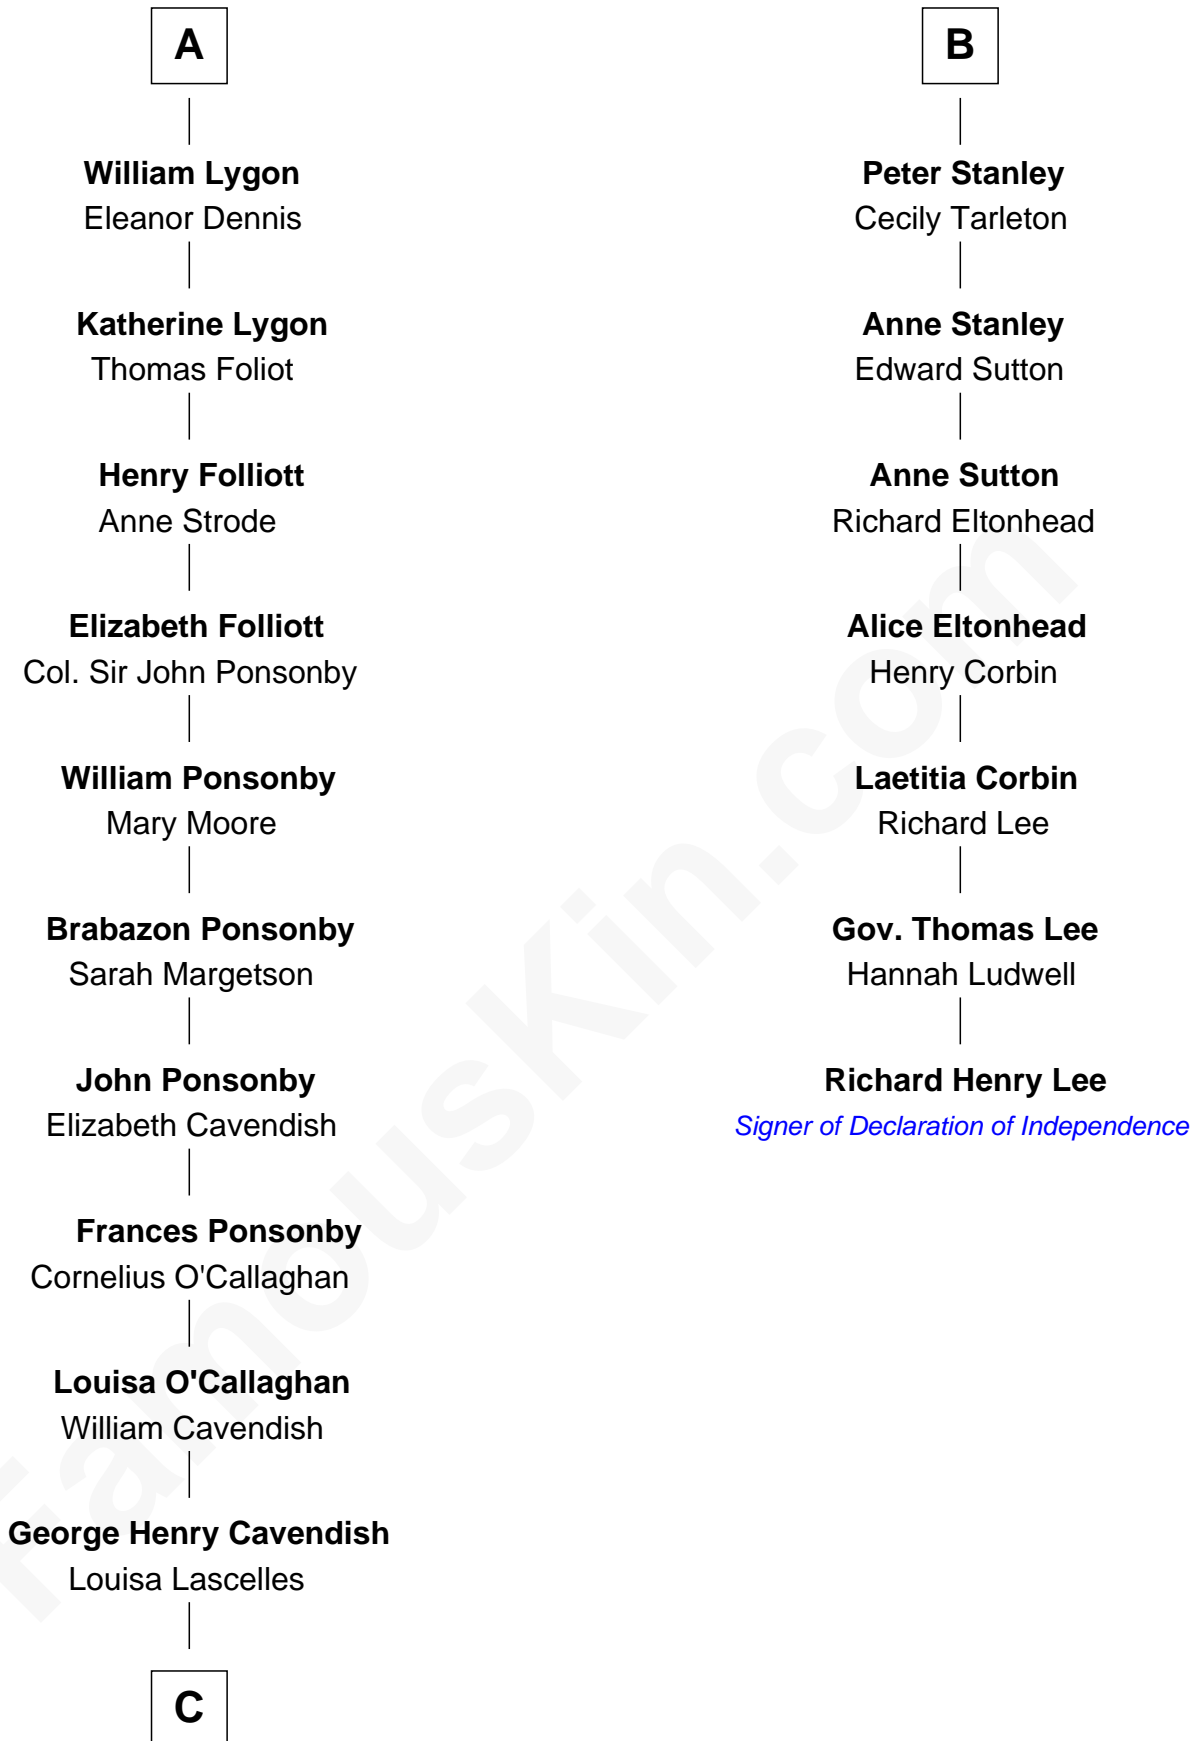 A
William Lygon
Eleanor Dennis
Katherine Lygon
Thomas Foliot
Henry Folliott
Anne Strode
Elizabeth Folliott
Col. Sir John Ponsonby
William Ponsonby
Mary Moore
Brabazon Ponsonby
Sarah Margetson
John Ponsonby
Elizabeth Cavendish
Frances Ponsonby
Cornelius O'Callaghan
Louisa O'Callaghan
William Cavendish
George Henry Cavendish
Louisa Lascelles
C
B
Peter Stanley
Cecily Tarleton
Anne Stanley
Edward Sutton
Anne Sutton
Richard Eltonhead
Alice Eltonhead
Henry Corbin
Laetitia Corbin
Richard Lee
Gov. Thomas Lee
Hannah Ludwell
Richard Henry Lee
Signer of Declaration of Independence
FamousKin.com